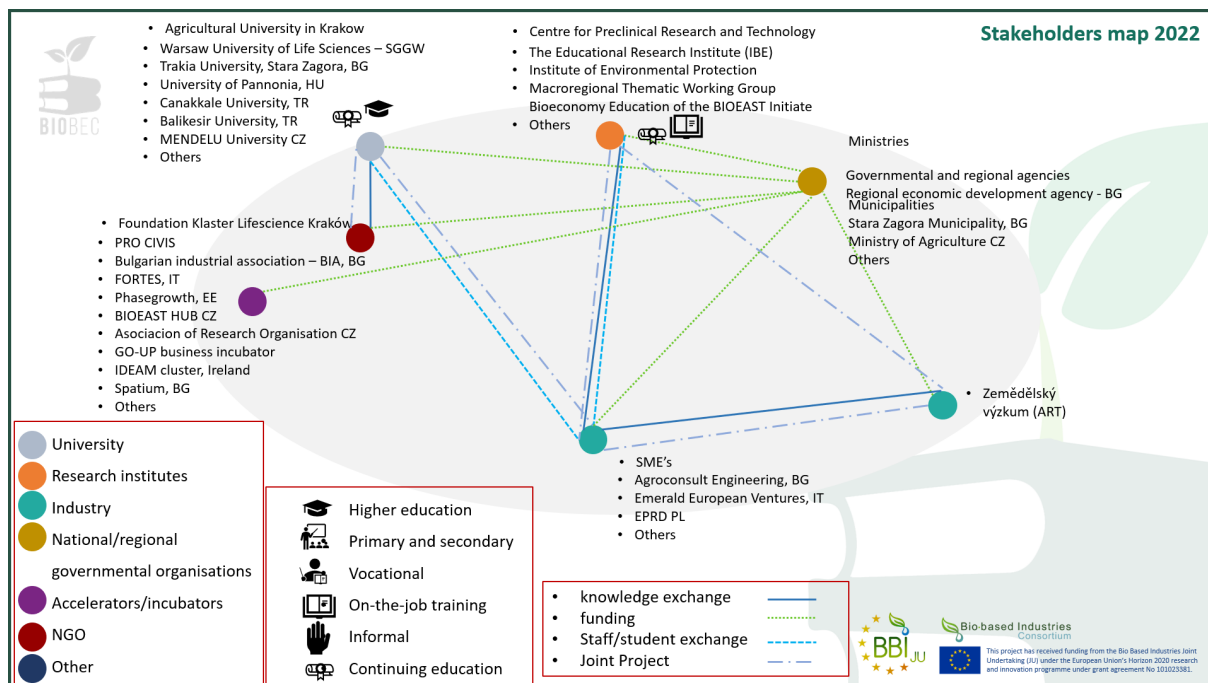 Stakeholders map 2022
BIOBEC
Agricultural University in Krakow
Warsaw University of Life Sciences – SGGW
Trakia University, Stara Zagora, BG
University of Pannonia, HU
Canakkale University, TR
Balikesir University, TR
MENDELU University CZ
Others
Centre for Preclinical Research and Technology
The Educational Research Institute (IBE)
Institute of Environmental Protection
Macroregional Thematic Working Group
Bioeconomy Education of the BIOEAST Initiate
Others
Ministries
Governmental and regional agencies
Regional economic development agency - BG
Municipalities
Stara Zagora Municipality, BG
Ministry of Agriculture CZ
Others
Foundation Klaster Lifescience Kraków
PRO CIVIS
Bulgarian industrial association – BIA, BG
FORTES, IT
Phasegrowth, EE
BIOEAST HUB CZ
Asociacion of Research Organisation CZ
GO-UP business incubator
IDEAM cluster, Ireland
Spatium, BG
Others
Zemědělský
výzkum (ART)
SME's
Agroconsult Engineering, BG
Emerald European Ventures, IT
EPRD PL
Others
University
Research institutes
Industry
National/regional
governmental organisations
Accelerators/incubators
NGO
Other
Higher education
Primary and secondary
Vocational
On-the-job training
Informal
Continuing education
knowledge exchange
funding
Staff/student exchange
Joint Project
BBI JU
Bio-based Industries
Consortium
This project has received funding from the Bio Based Industries Joint
Undertaking (JU) under the European Union's Horizon 2020 research
and innovation programme under grant agreement No 101023381.